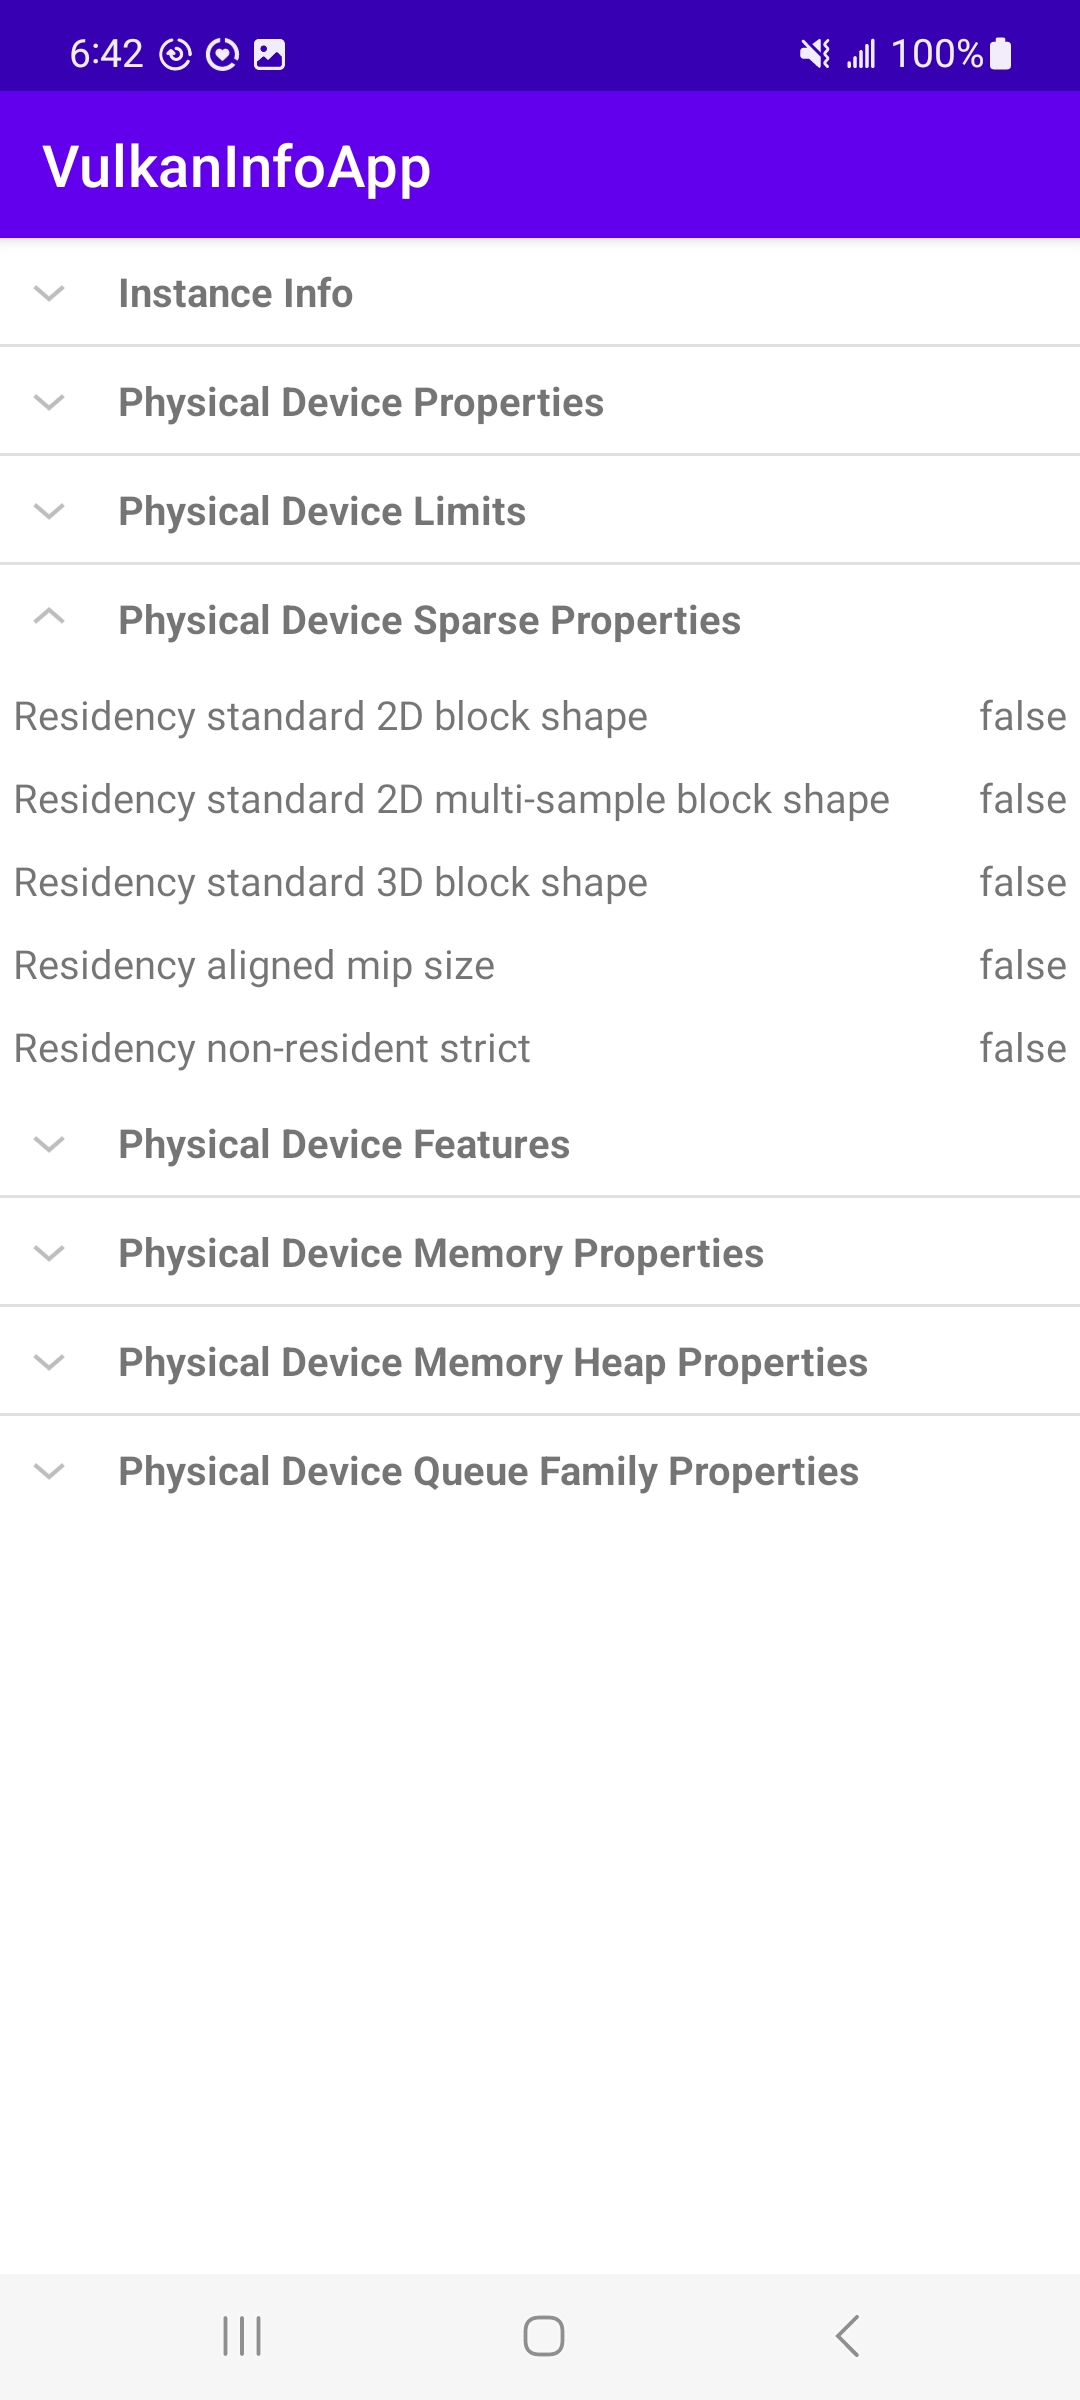 6:42 100%
VulkanInfoApp
Instance Info
Physical Device Properties
Physical Device Limits
Physical Device Sparse Properties
Residency standard 2D block shape false
Residency standard 2D multi-sample block shape false
Residency standard 3D block shape false
Residency aligned mip size false
Residency non-resident strict false
Physical Device Features
Physical Device Memory Properties
Physical Device Memory Heap Properties
Physical Device Queue Family Properties